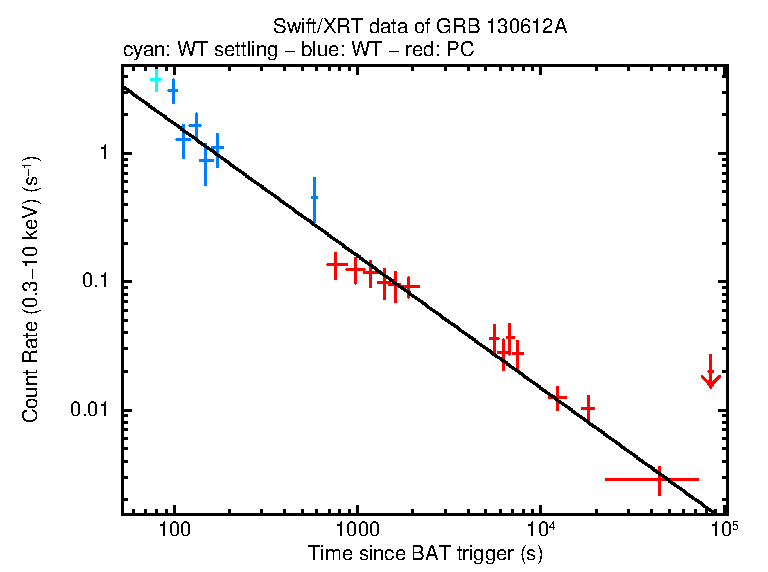 Swift/XRT data of GRB 130612A
cyan: WT settling − blue: WT − red: PC
Count Rate (0.3−10 keV) (s⁻¹)
1
0.1
0.01
100
1000
10⁴
10⁵
Time since BAT trigger (s)